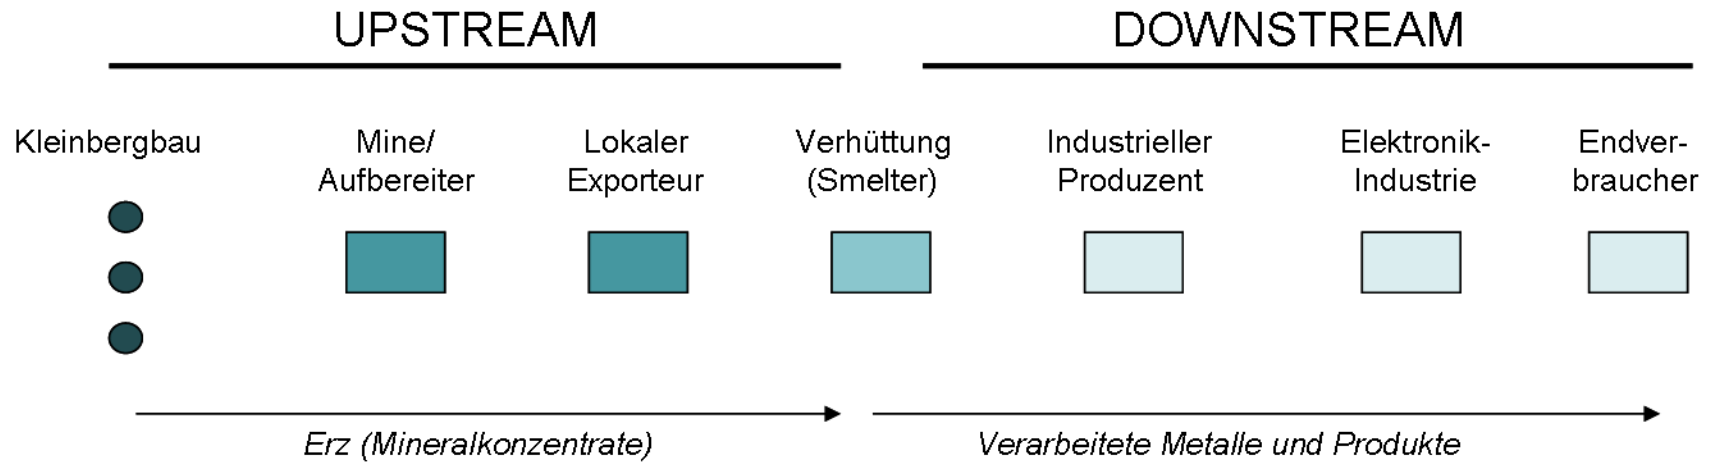 UPSTREAM
DOWNSTREAM
Kleinbergbau
Mine/
Aufbereiter
Lokaler
Exporteur
Verhüttung
(Smelter)
Industrieller
Produzent
Elektronik-
Industrie
Endver-
braucher
Erz (Mineralkonzentrate)
Verarbeitete Metalle und Produkte